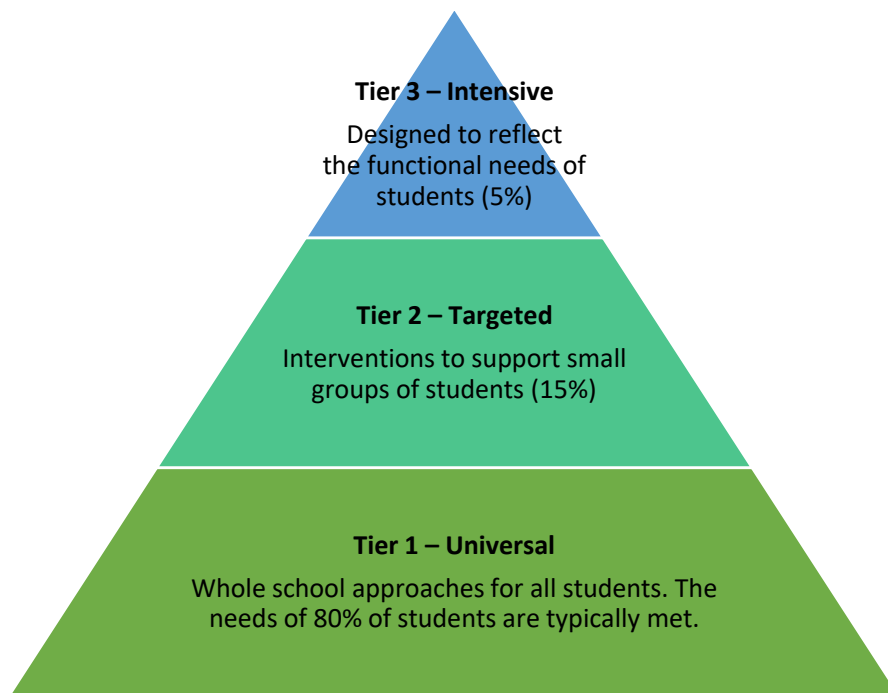 Tier 3 – Intensive
Designed to reflect
the functional needs of
students (5%)
Tier 2 – Targeted
Interventions to support small
groups of students (15%)
Tier 1 – Universal
Whole school approaches for all students. The
needs of 80% of students are typically met.